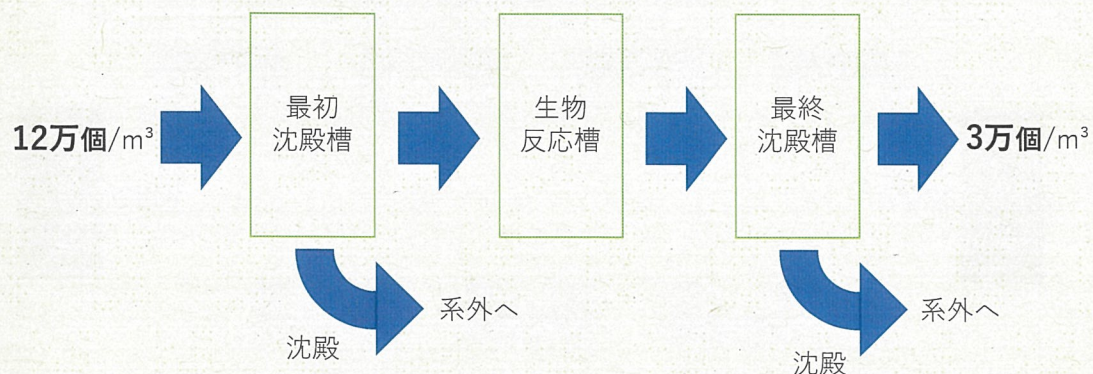 12万個/m³
最初
沈殿槽
生物
反応槽
最終
沈殿槽
3万個/m³
系外へ
沈殿
系外へ
沈殿